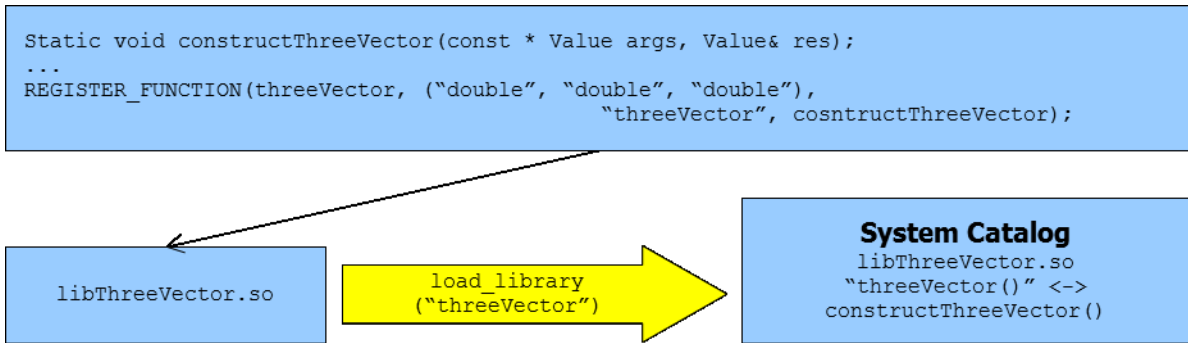 Static void constructThreeVector(const * Value args, Value& res);
...
REGISTER_FUNCTION(threeVector, (“double”, “double”, “double”),
“threeVector”, cosntructThreeVector);
libThreeVector.so
load_library
(“threeVector”)
System Catalog
libThreeVector.so
“threeVector()” <->
constructThreeVector()